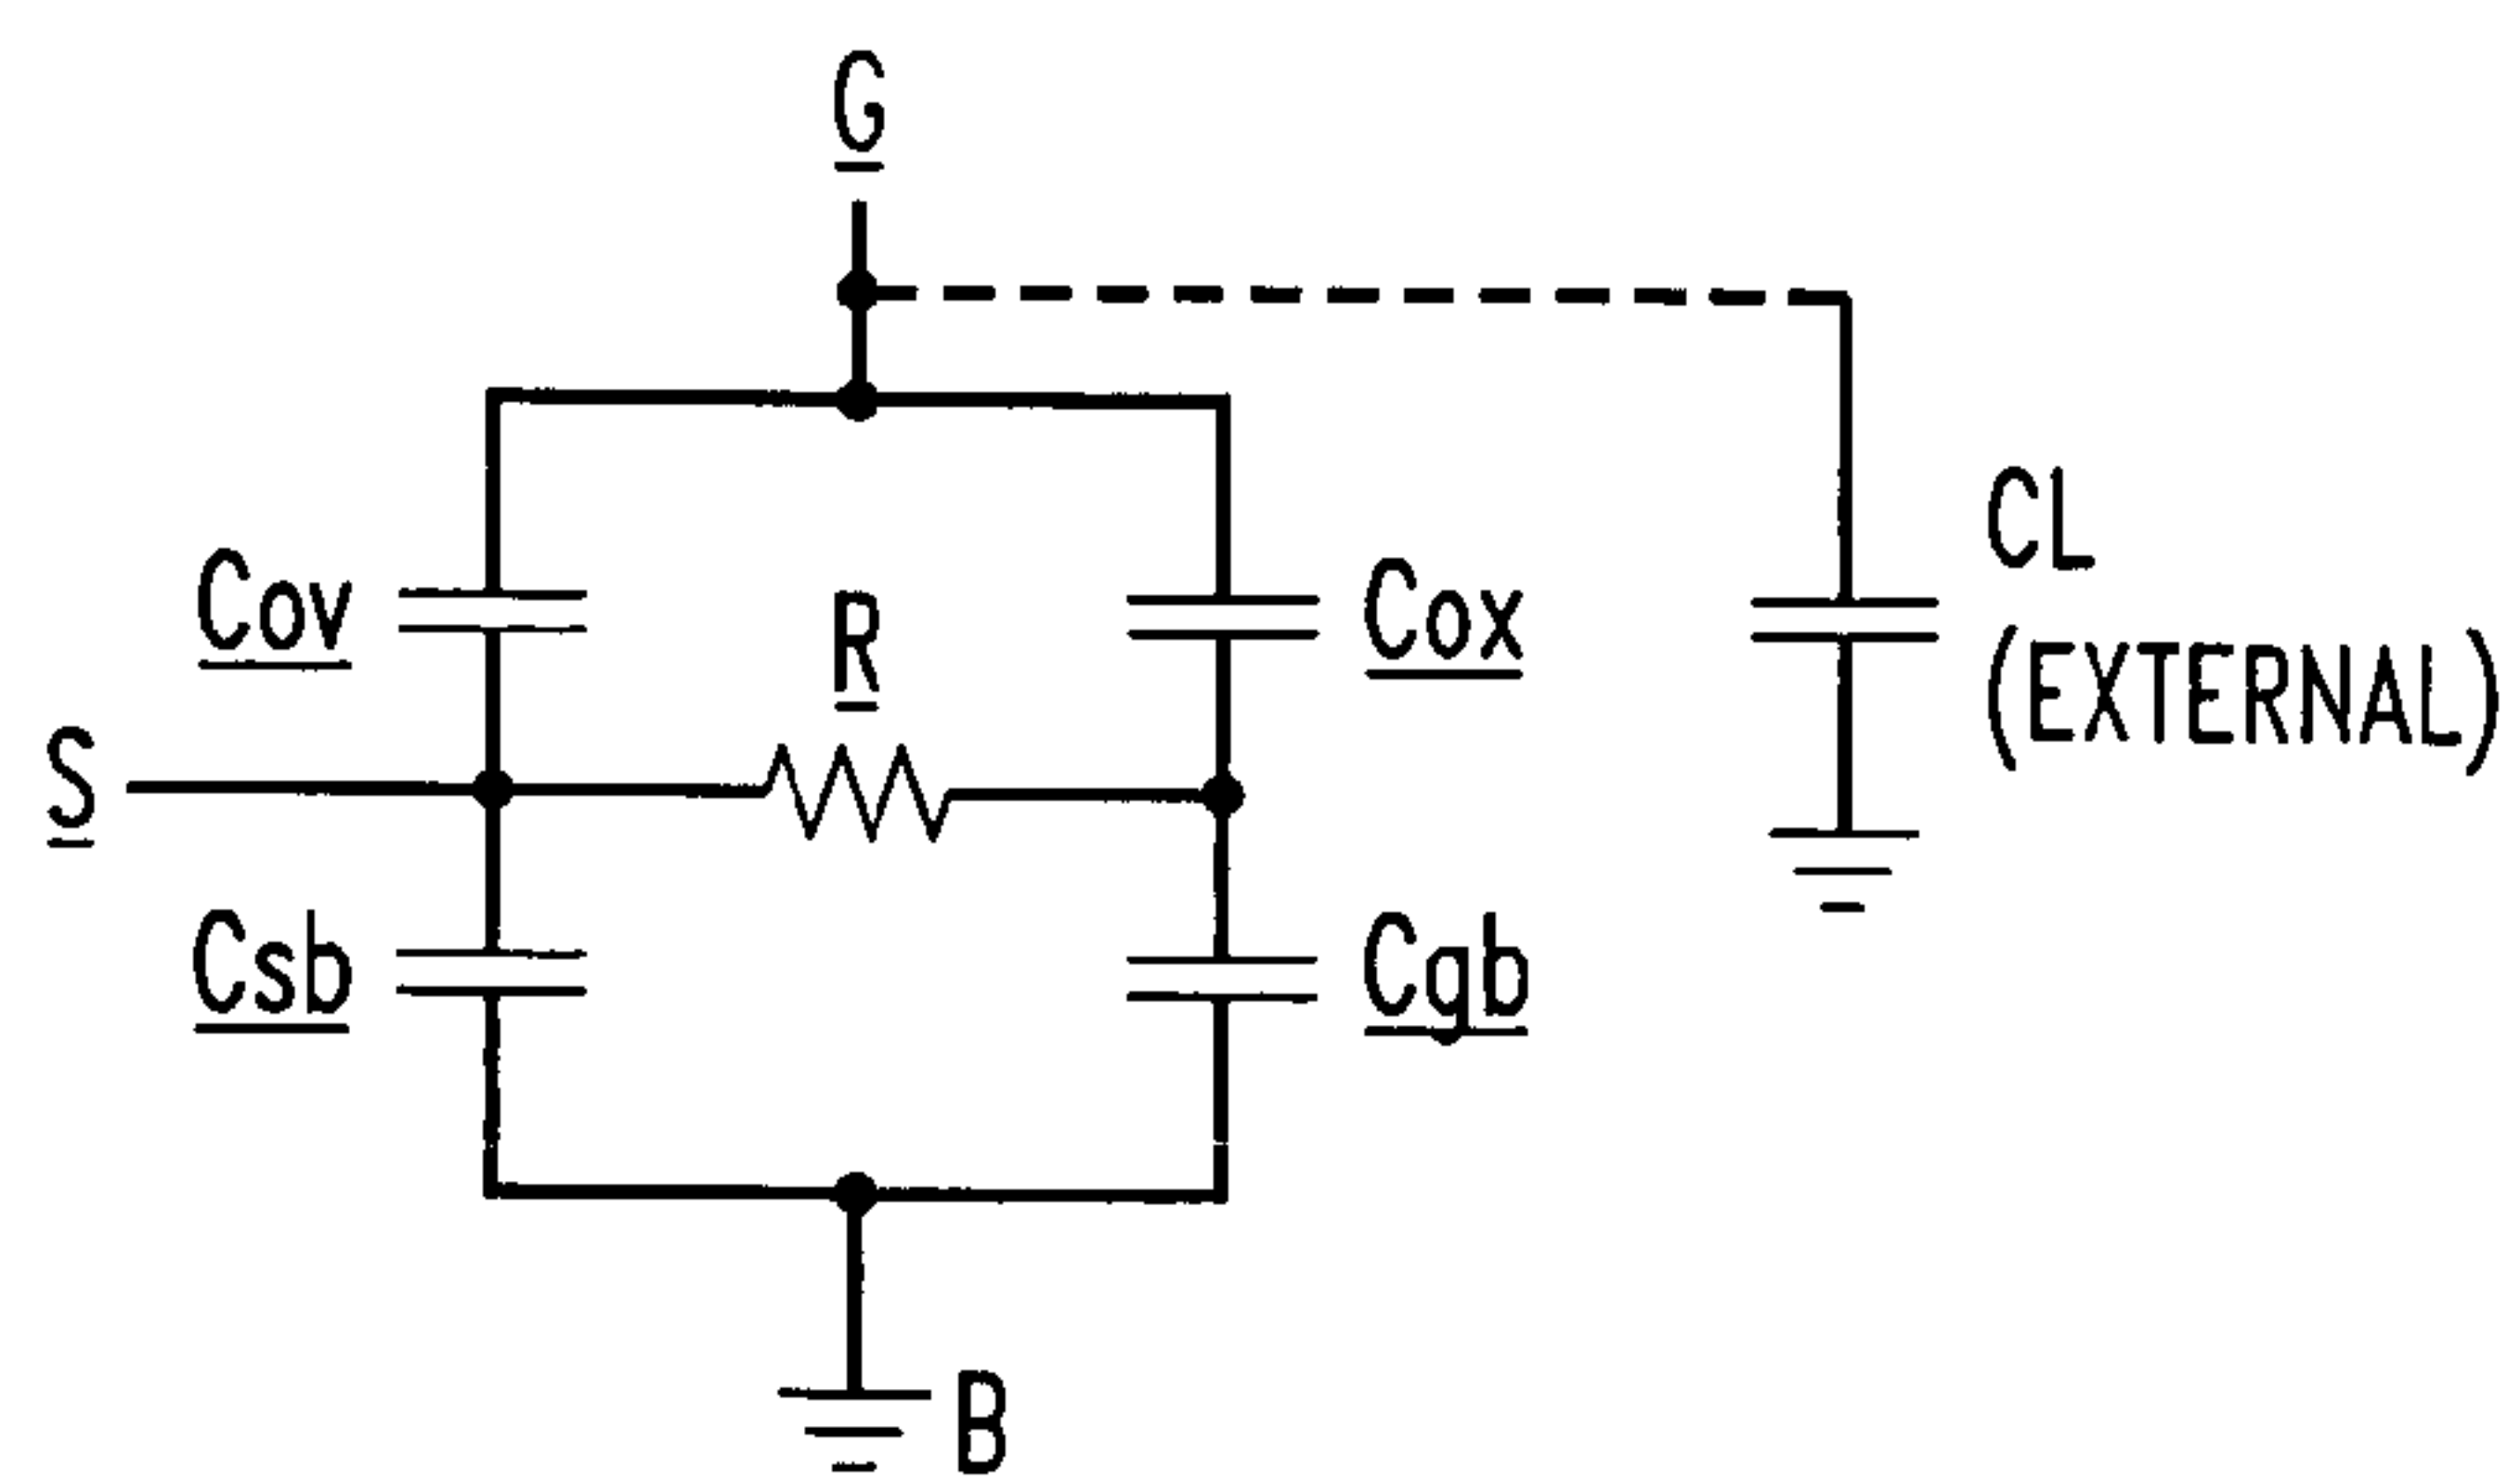 G
CL
Cov
R
Cox
(EXTERNAL)
S
Csb
Cgb
B